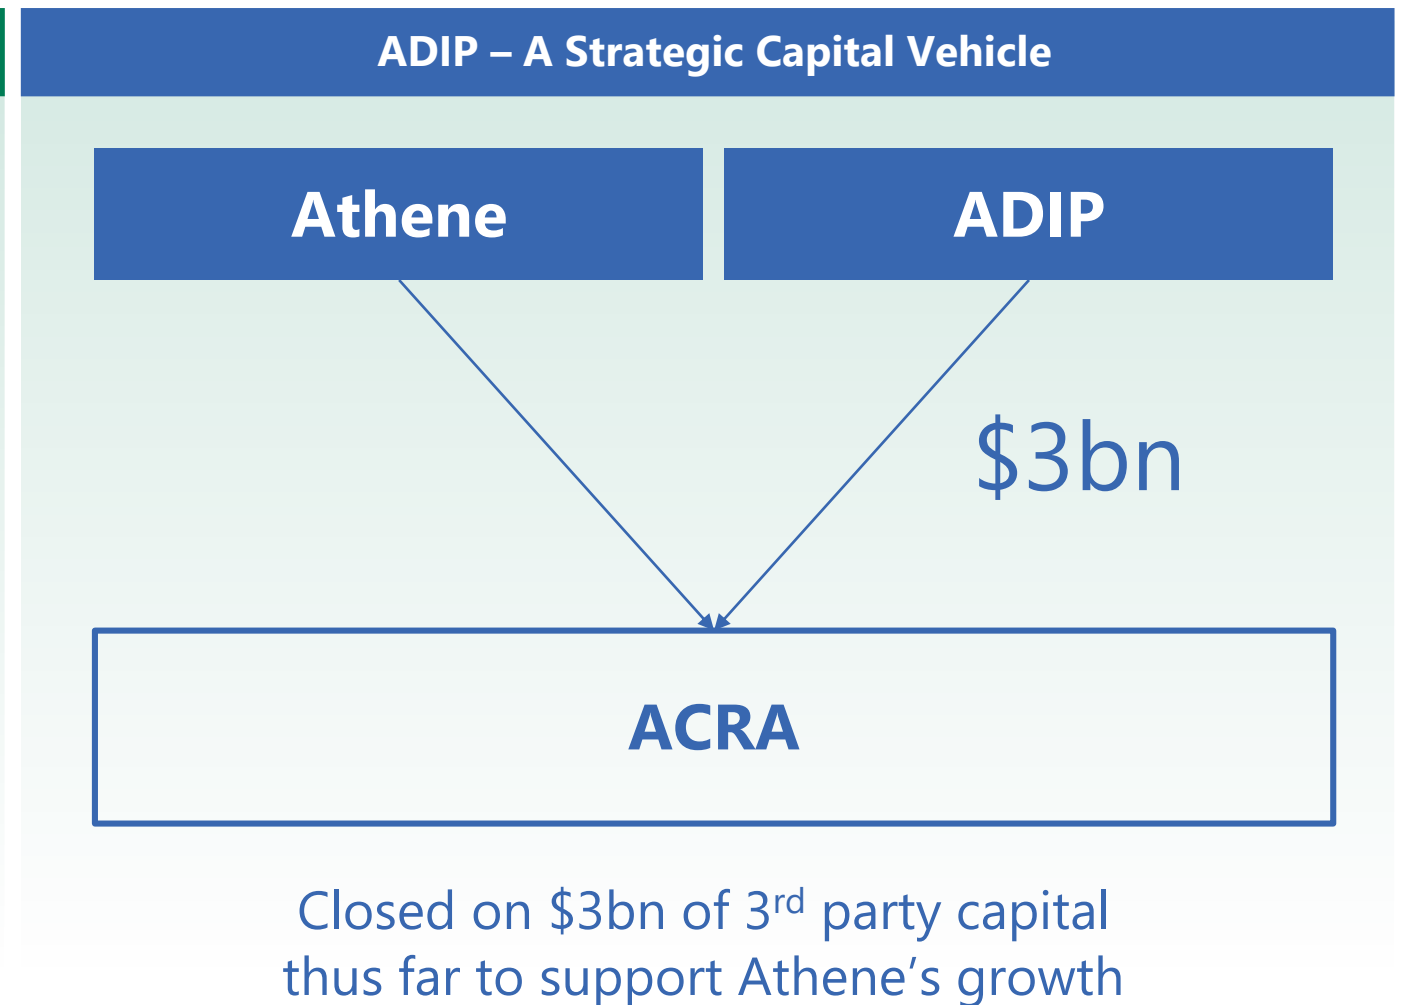 ADIP – A Strategic Capital Vehicle
Athene
ADIP
$3bn
ACRA
Closed on $3bn of 3rd party capital
thus far to support Athene’s growth